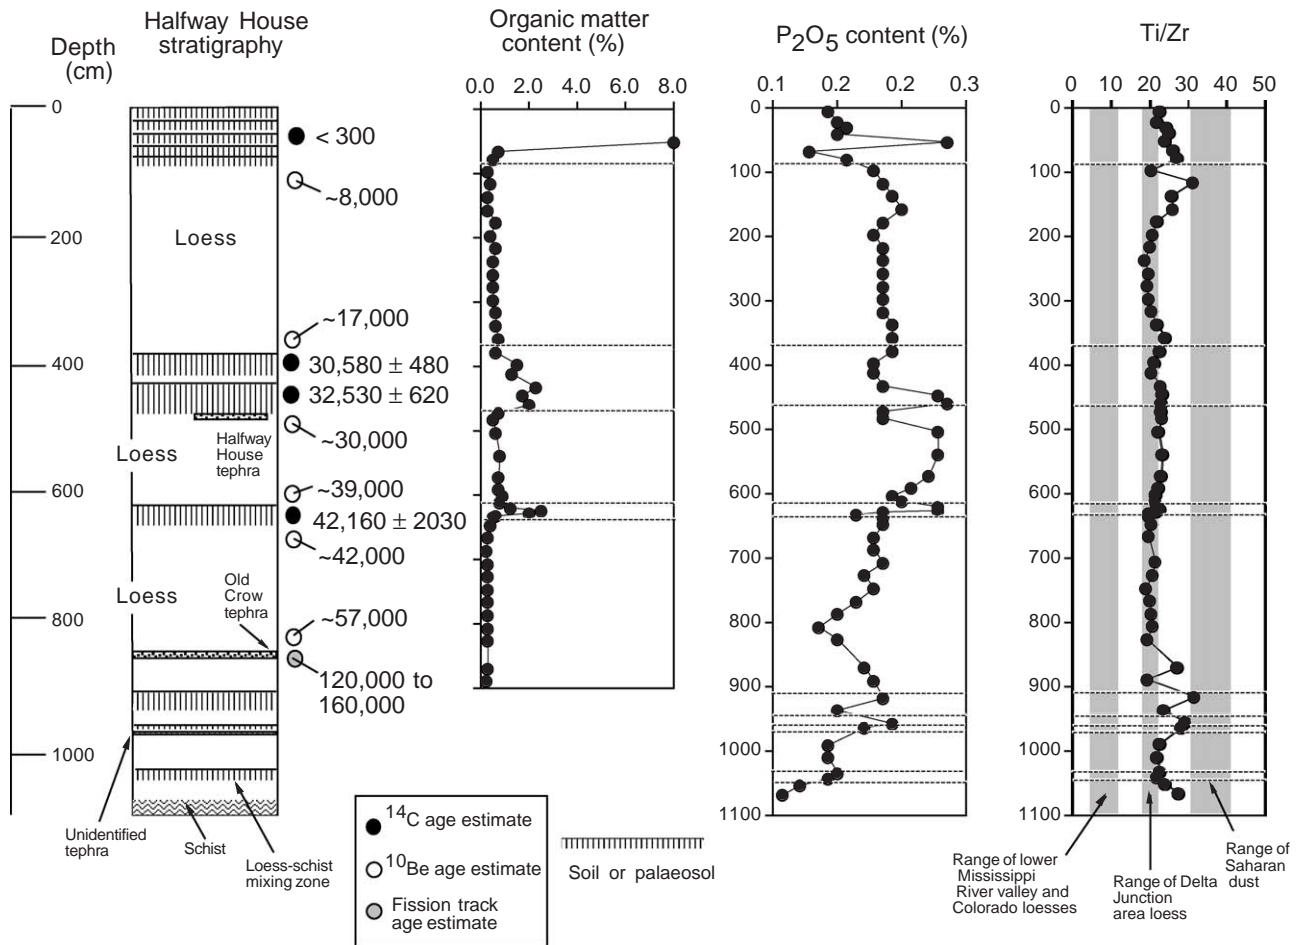 Halfway House
stratigraphy
Depth
(cm)
0
200
400
600
800
1000
Loess
Loess
Loess
Halfway
House
tephra
Old
Crow
tephra
< 300
~8,000
~17,000
30,580 ± 480
32,530 ± 620
~30,000
~39,000
42,160 ± 2030
~42,000
~57,000
120,000 to
160,000
Unidentified
tephra
Schist
Loess-schist
mixing zone
14C age estimate
10Be age estimate
Fission track
age estimate
Soil or palaeosol
Organic matter
content (%)
0.0 2.0 4.0 6.0 8.0
P2O5 content (%)
0.1 0.2 0.2 0.3
0
100
200
300
400
500
600
700
800
900
1000
1100
Ti/Zr
0 10 20 30 40 50
0
100
200
300
400
500
600
700
800
900
1000
1100
Range of lower
Mississippi
River valley and
Colorado loesses
Range of Delta
Junction
area loess
Range of
Saharan
dust